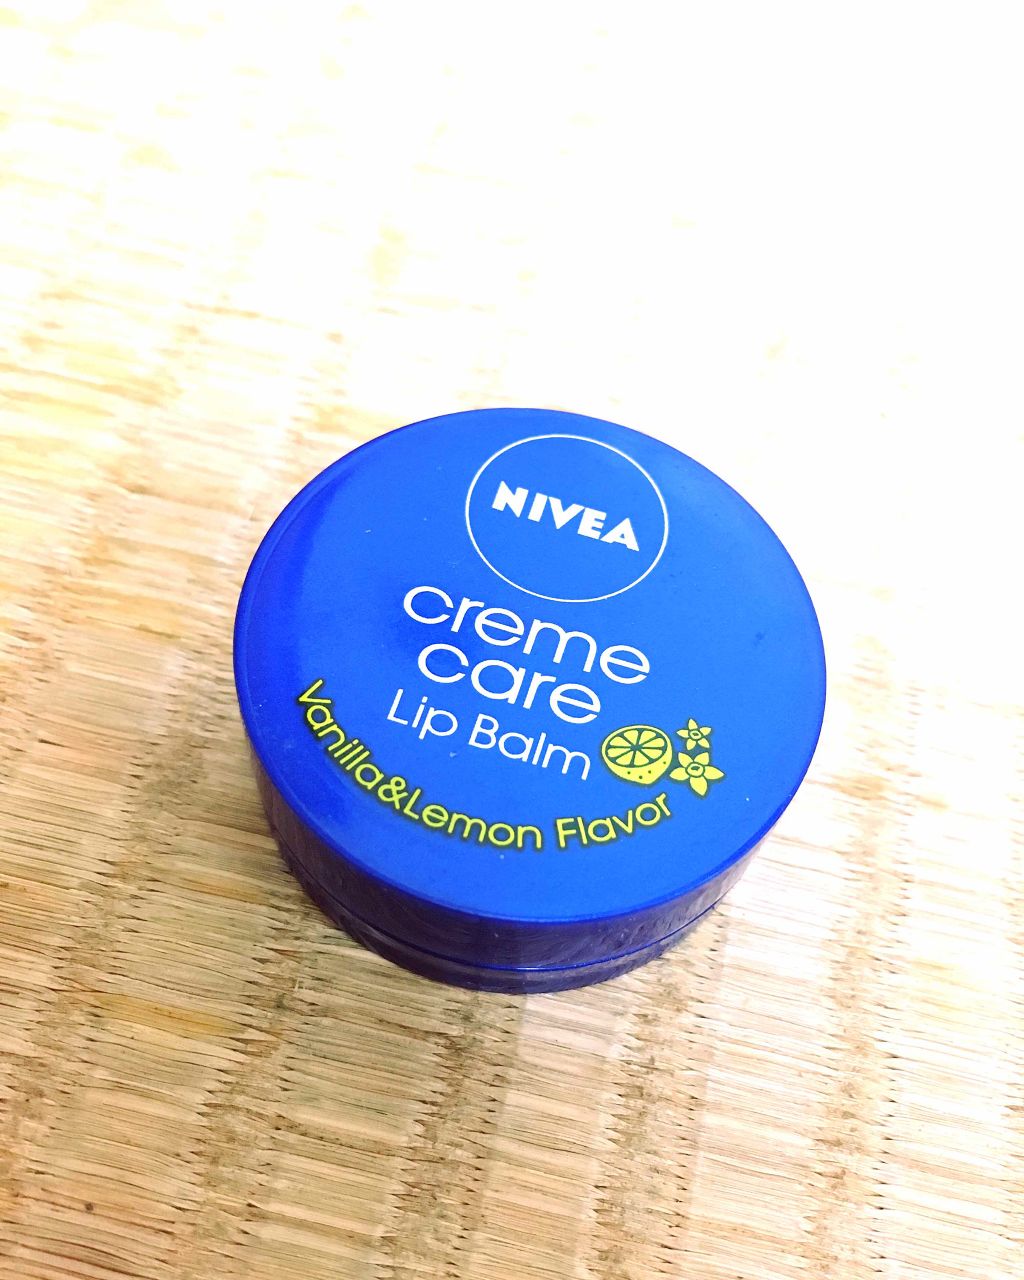 NIVEA
creme
care
Lip Balm
Vanilla&Lemon Flavor